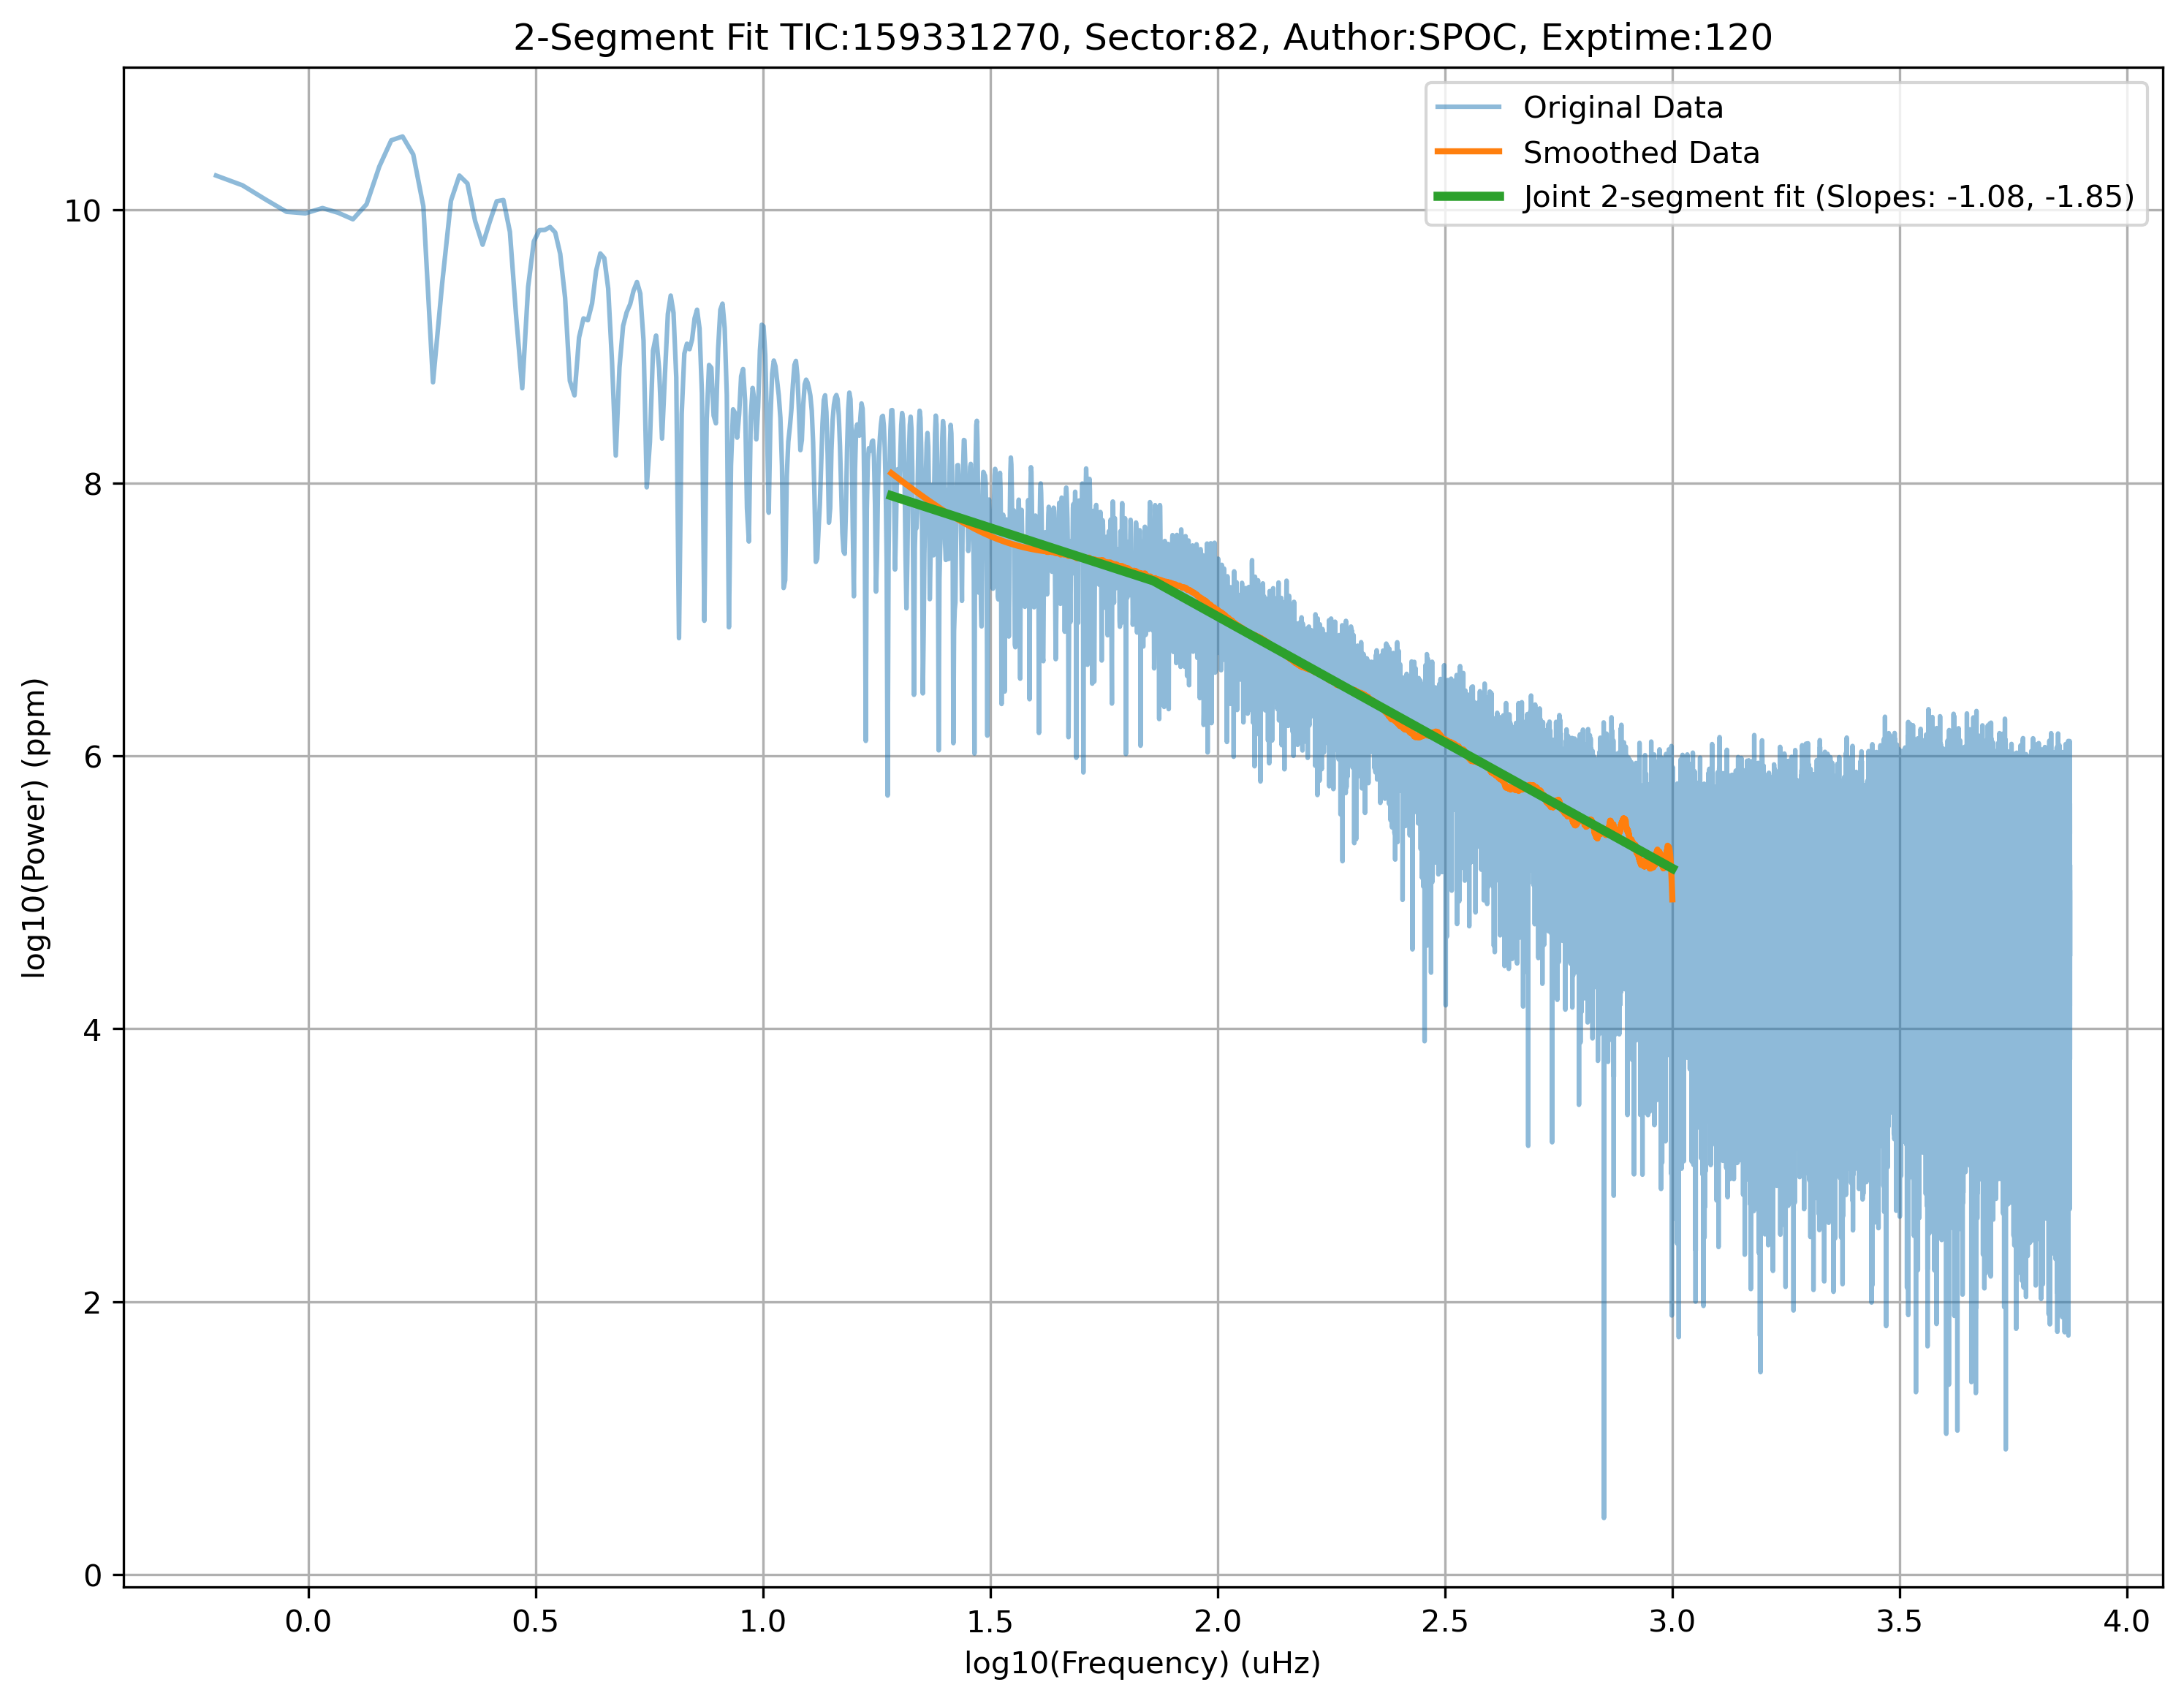 2-Segment Fit TIC:159331270, Sector:82, Author:SPOC, Exptime:120
Original Data
Smoothed Data
Joint 2-segment fit (Slopes: -1.08, -1.85)
log10(Power) (ppm)
10
8
6
4
2
0
0.0 0.5 1.0 1.5 2.0 2.5 3.0 3.5 4.0
log10(Frequency) (uHz)